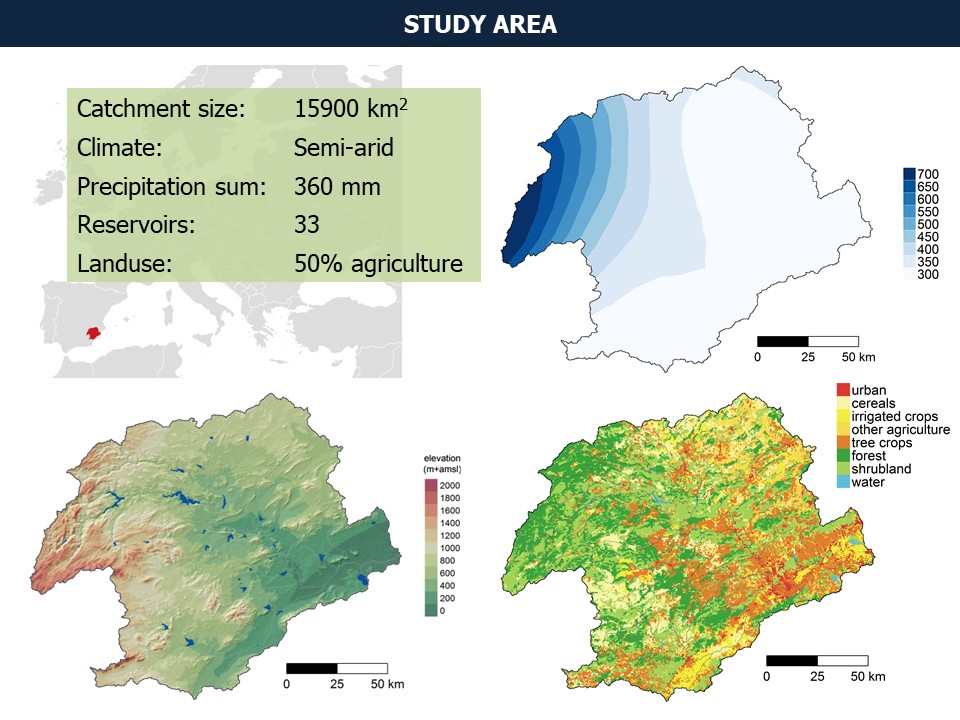 STUDY AREA
Catchment size: 15900 km²
Climate: Semi-arid
Precipitation sum: 360 mm
Reservoirs: 33
Landuse: 50% agriculture
700
650
600
550
500
450
400
350
300
0 25 50 km
elevation
(m+amsl)
2000
1800
1600
1400
1200
1000
800
600
400
200
0
0 25 50 km
urban
cereals
irrigated crops
other agriculture
tree crops
forest
shrubland
water
0 25 50 km